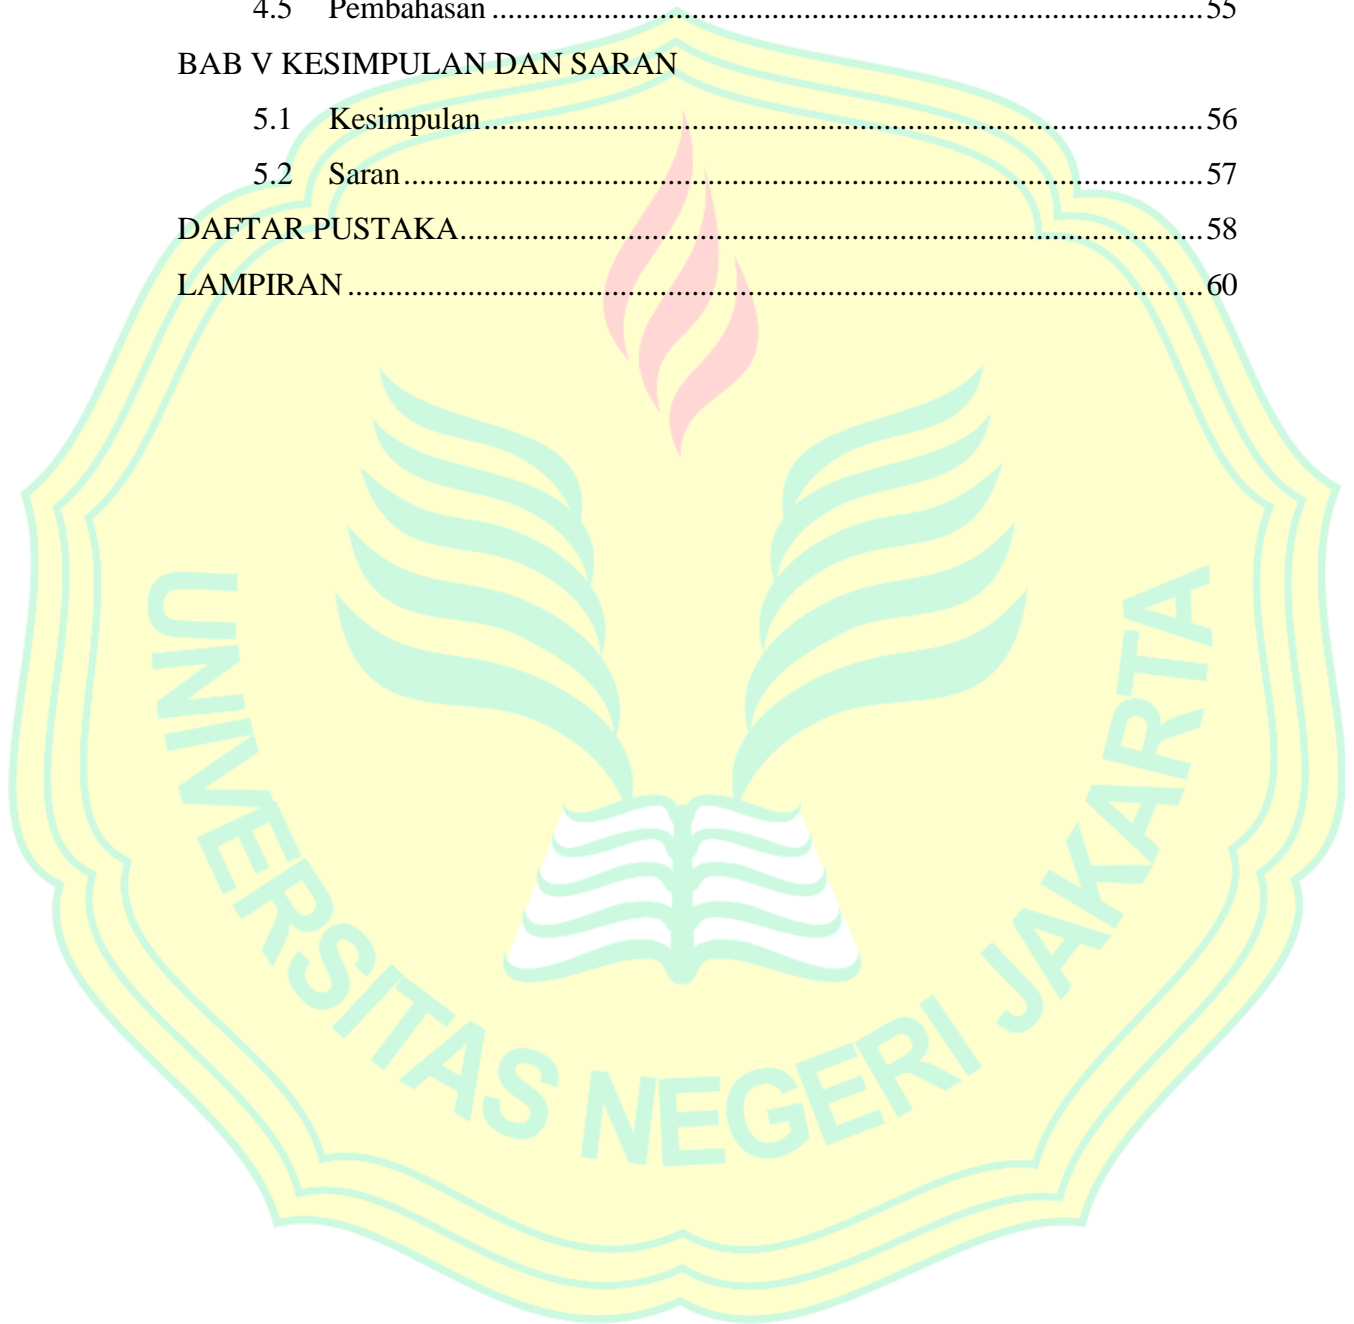 4.5 Pembahasan ........................................................................................... 55
BAB V KESIMPULAN DAN SARAN
5.1 Kesimpulan ........................................................................................... 56
5.2 Saran ..................................................................................................... 57
DAFTAR PUSTAKA ............................................................................................. 58
LAMPIRAN ........................................................................................................... 60
UNIVERSITAS NEGERI JAKARTA